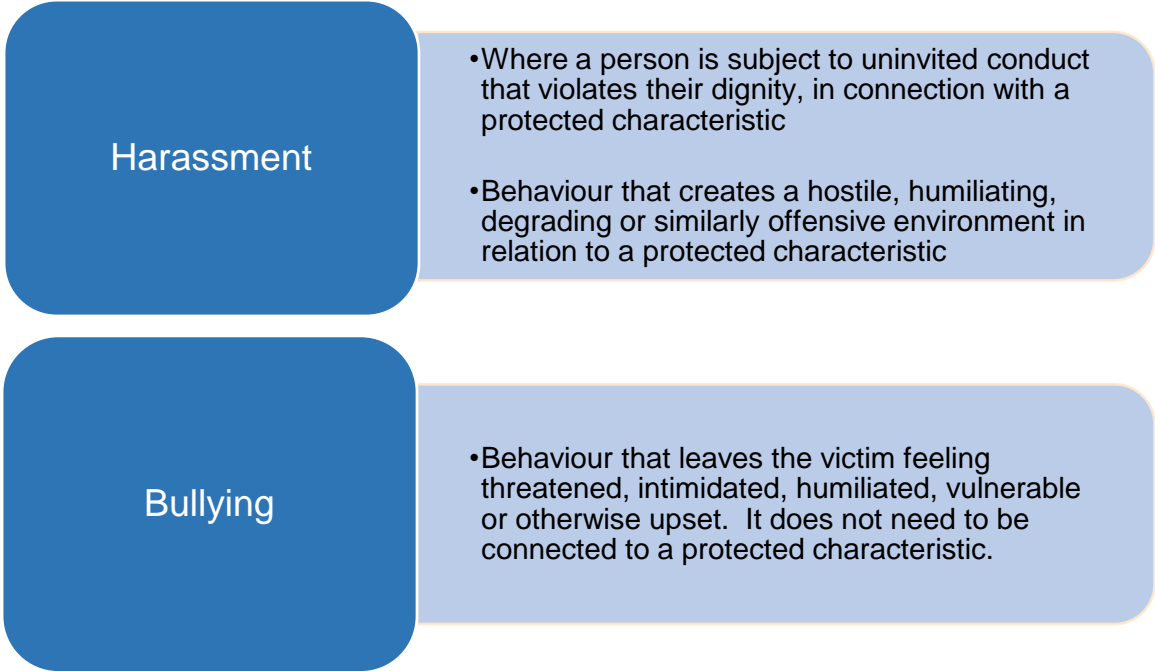 Harassment
•Where a person is subject to uninvited conduct
that violates their dignity, in connection with a
protected characteristic
•Behaviour that creates a hostile, humiliating,
degrading or similarly offensive environment in
relation to a protected characteristic
Bullying
•Behaviour that leaves the victim feeling
threatened, intimidated, humiliated, vulnerable
or otherwise upset.  It does not need to be
connected to a protected characteristic.